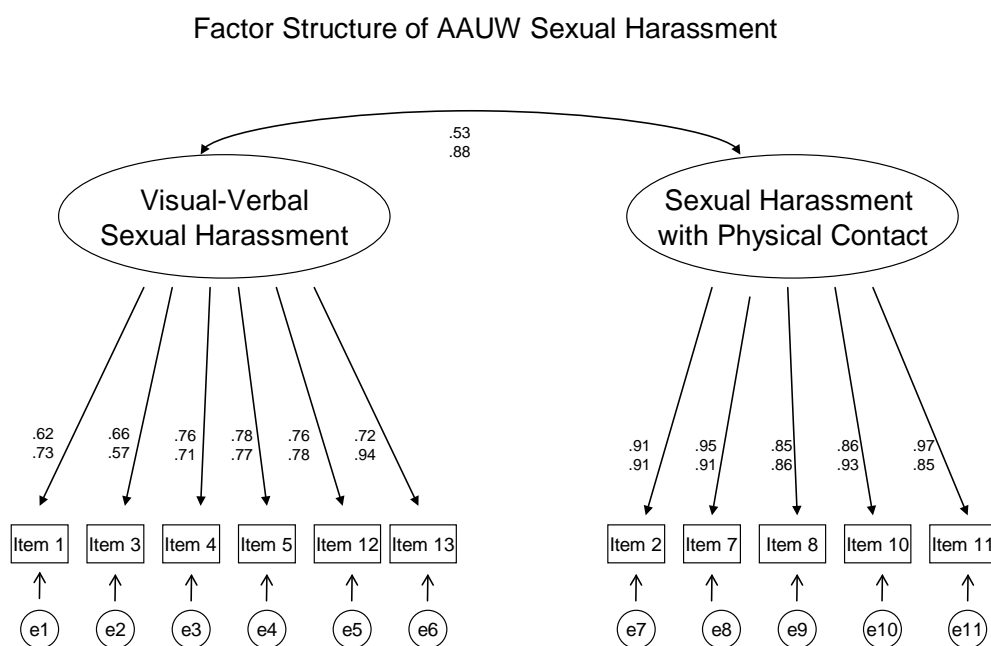 Factor Structure of AAUW Sexual Harassment
.53
.88
Visual-Verbal
Sexual Harassment
Sexual Harassment
with Physical Contact
.62 .66 .76 .78 .76 .72
.73 .57 .71 .77 .78 .94
.91 .95 .85 .86 .97
.91 .91 .86 .93 .85
Item 1 Item 3 Item 4 Item 5 Item 12 Item 13
Item 2 Item 7 Item 8 Item 10 Item 11
e1 e2 e3 e4 e5 e6
e7 e8 e9 e10 e11